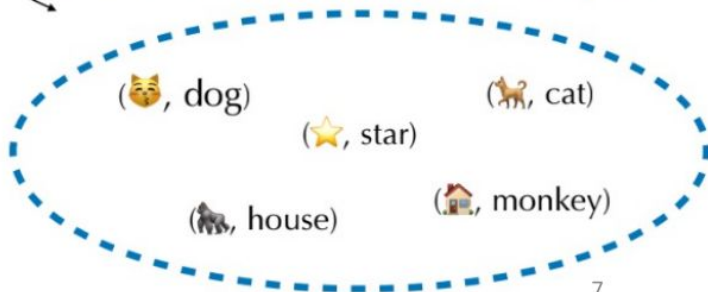 (😽, dog)
(🐕, cat)
(⭐, star)
(🦍, house)
(🏠, monkey)
7